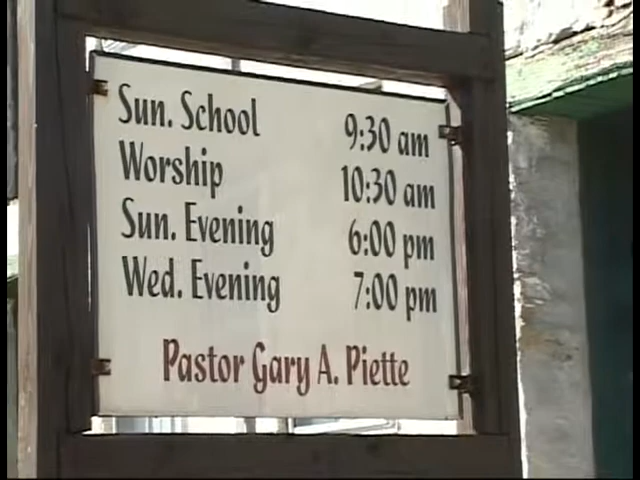 Sun. School 9:30 am
Worship 10:30 am
Sun. Evening 6:00 pm
Wed. Evening 7:00 pm
Pastor Gary A. Piette